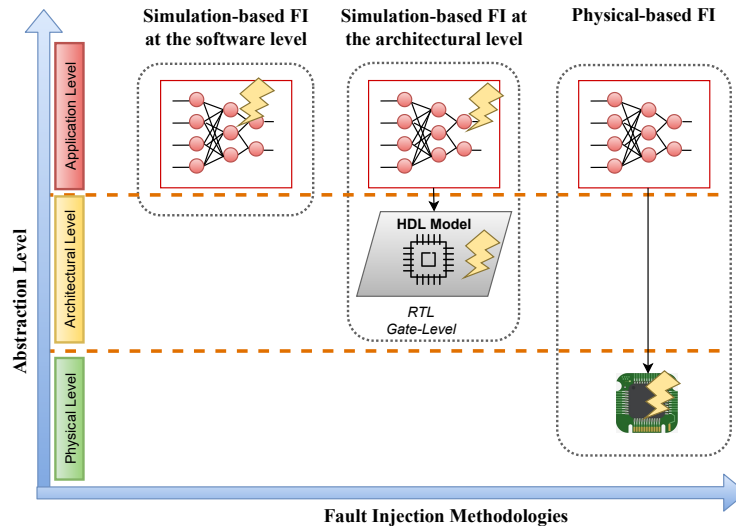 Simulation-based FI
at the software level
Simulation-based FI at
the architectural level
Physical-based FI
Application Level
Architectural Level
Physical Level
Abstraction Level
HDL Model
RTL
Gate-Level
Fault Injection Methodologies